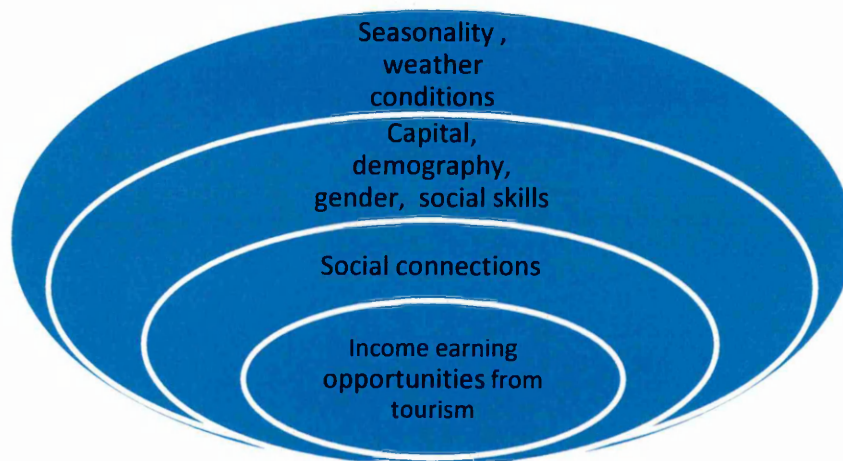 Seasonality ,
weather
conditions
Capital,
demography,
gender, social skills
Social connections
Income earning
opportunities from
tourism